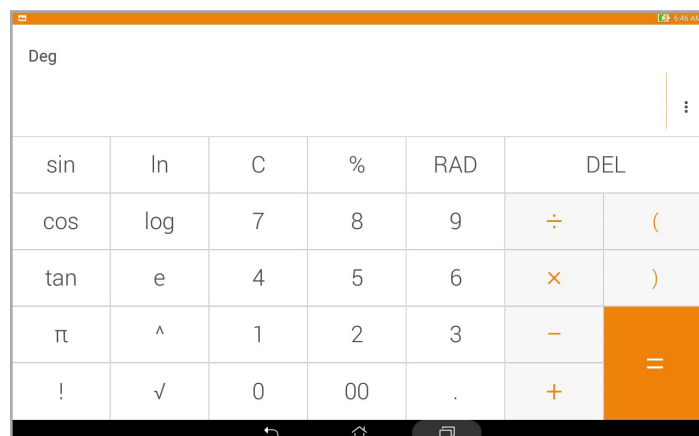 6:46 AM
Deg
sin ln C % RAD DEL
cos log 7 8 9 ÷ (
tan e 4 5 6 × )
π ^ 1 2 3 −
=
! √ 0 00 . +